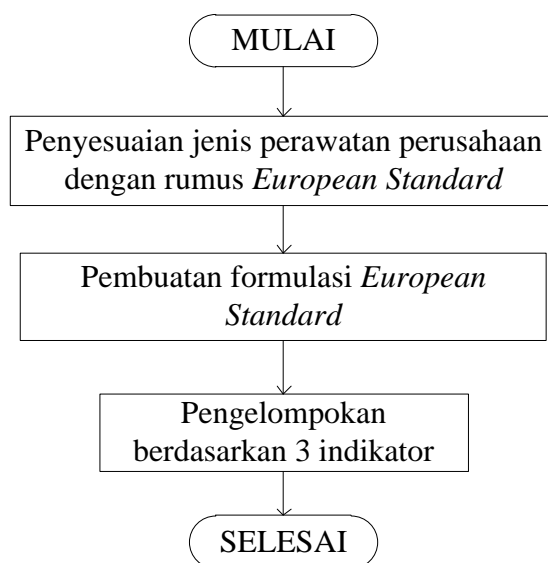 MULAI
Penyesuaian jenis perawatan perusahaan
dengan rumus European Standard
Pembuatan formulasi European
Standard
Pengelompokan
berdasarkan 3 indikator
SELESAI